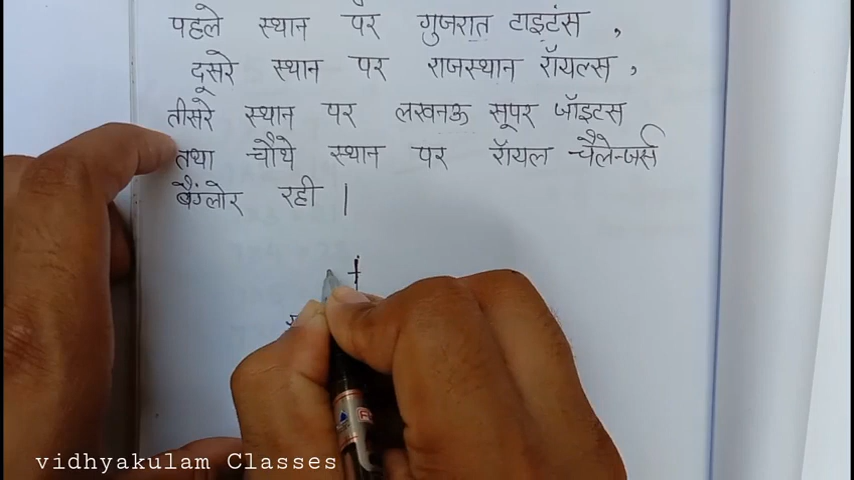 पहले स्थान पर गुजरात टाइटंस ,
दूसरे स्थान पर राजस्थान रॉयल्स ,
तीसरे स्थान पर लखनऊ सूपर जॉइटस
तथा चौथे स्थान पर रॉयल चैलेन्जर्स
बैंग्लोर रही |
vidhyakulam Classes